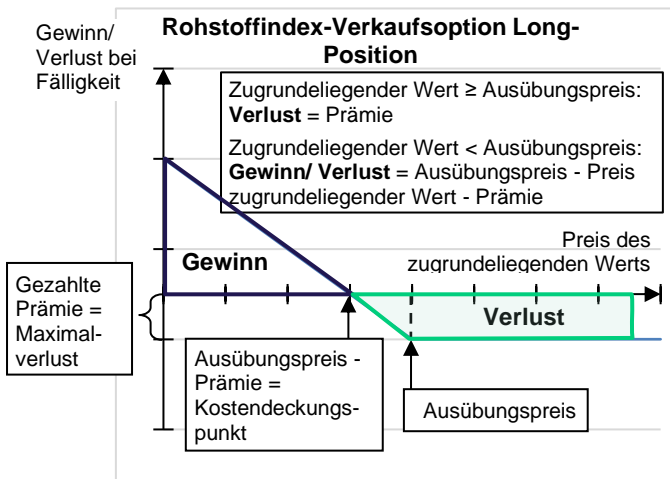 Gewinn/
Verlust bei
Fälligkeit
Rohstoffindex-Verkaufsoption Long-
Position
Zugrundeliegender Wert ≥ Ausübungspreis:
Verlust = Prämie
Zugrundeliegender Wert < Ausübungspreis:
Gewinn/ Verlust = Ausübungspreis - Preis
zugrundeliegender Wert - Prämie
Preis des
zugrundeliegenden Werts
Gewinn
Verlust
Gezahlte
Prämie =
Maximal-
verlust
Ausübungspreis -
Prämie =
Kostendeckungs-
punkt
Ausübungspreis